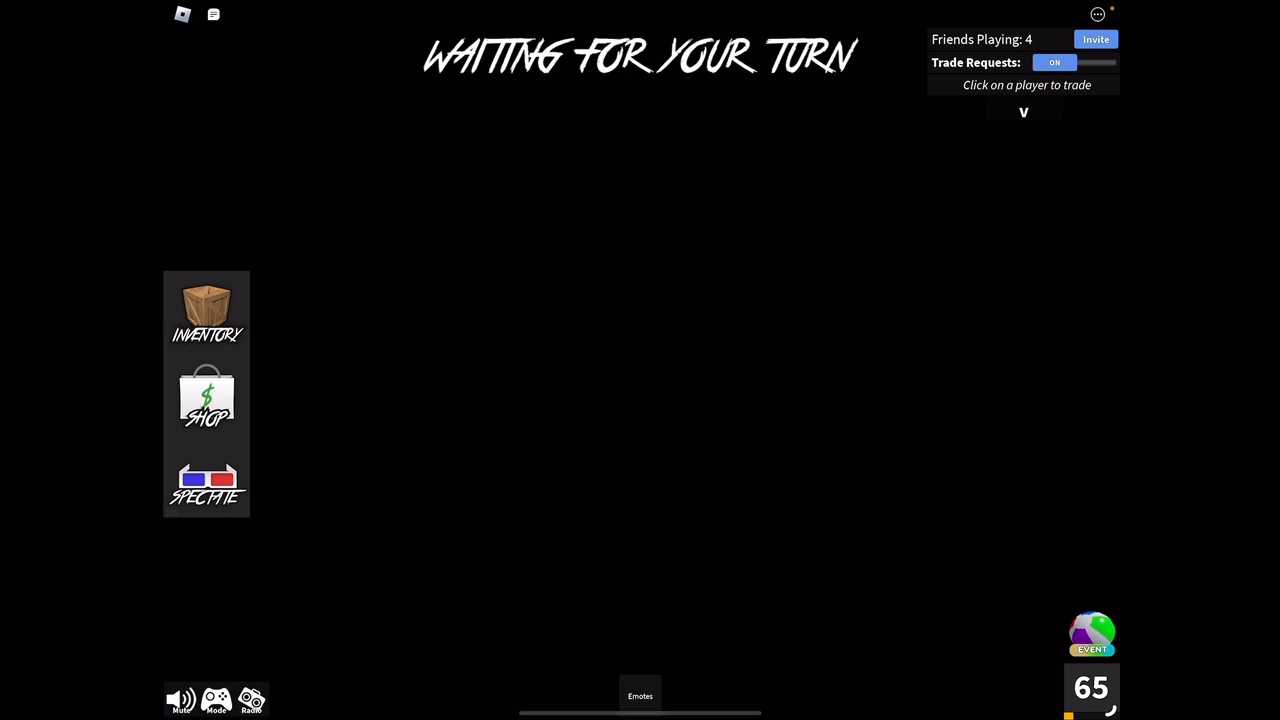 WAITING FOR YOUR TURN
Friends Playing: 4
Invite
Trade Requests:
ON
Click on a player to trade
v
INVENTORY
$
SHOP
SPECTATE
EVENT
65
Mute
Mode
Radio
Emotes